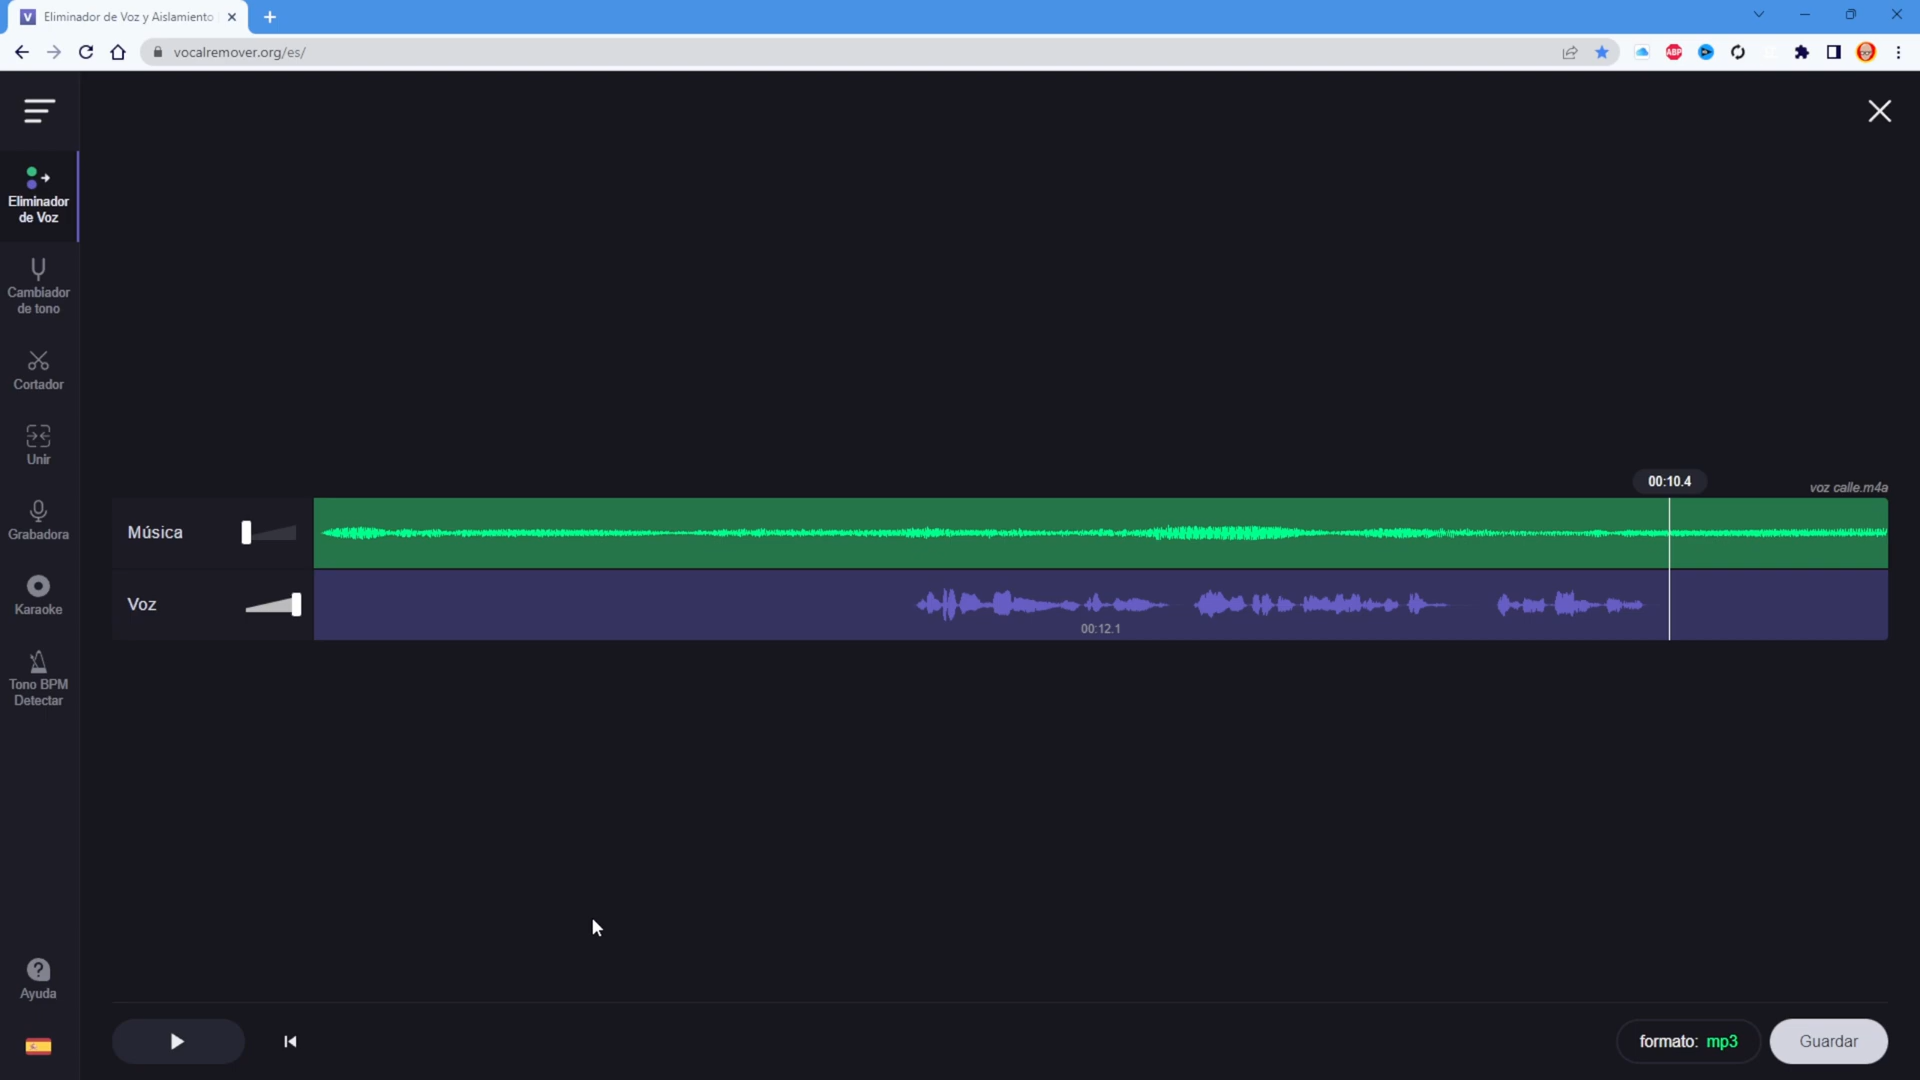 Eliminador de Voz y Aislamiento
vocalremover.org/es/
ABP
Eliminador
de Voz
Cambiador
de tono
Cortador
Unir
Grabadora
Karaoke
Tono BPM
Detectar
Ayuda
00:10.4
voz calle.m4a
Música
Voz
00:12.1
formato: mp3
Guardar